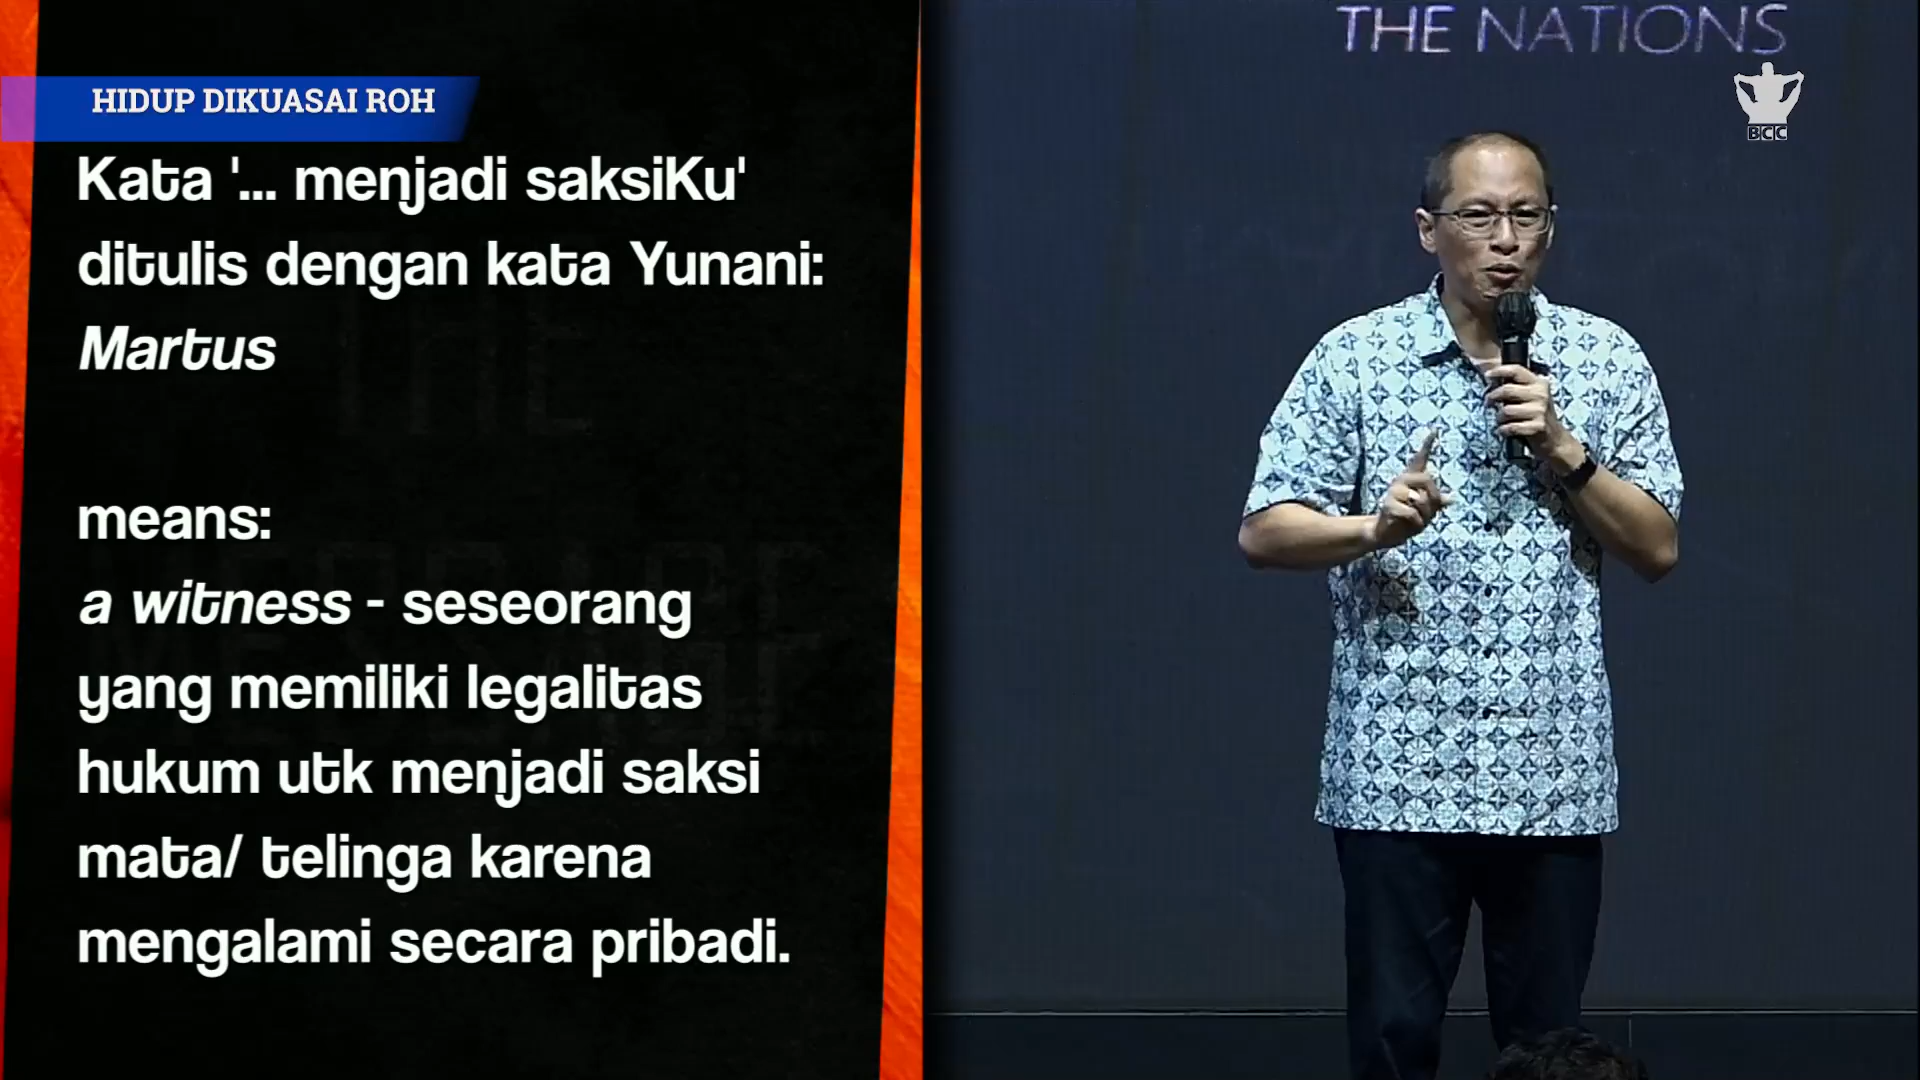 THE NATIONS
BCC
HIDUP DIKUASAI ROH
Kata '... menjadi saksiKu'
ditulis dengan kata Yunani:
Martus
means:
a witness - seseorang
yang memiliki legalitas
hukum utk menjadi saksi
mata/ telinga karena
mengalami secara pribadi.